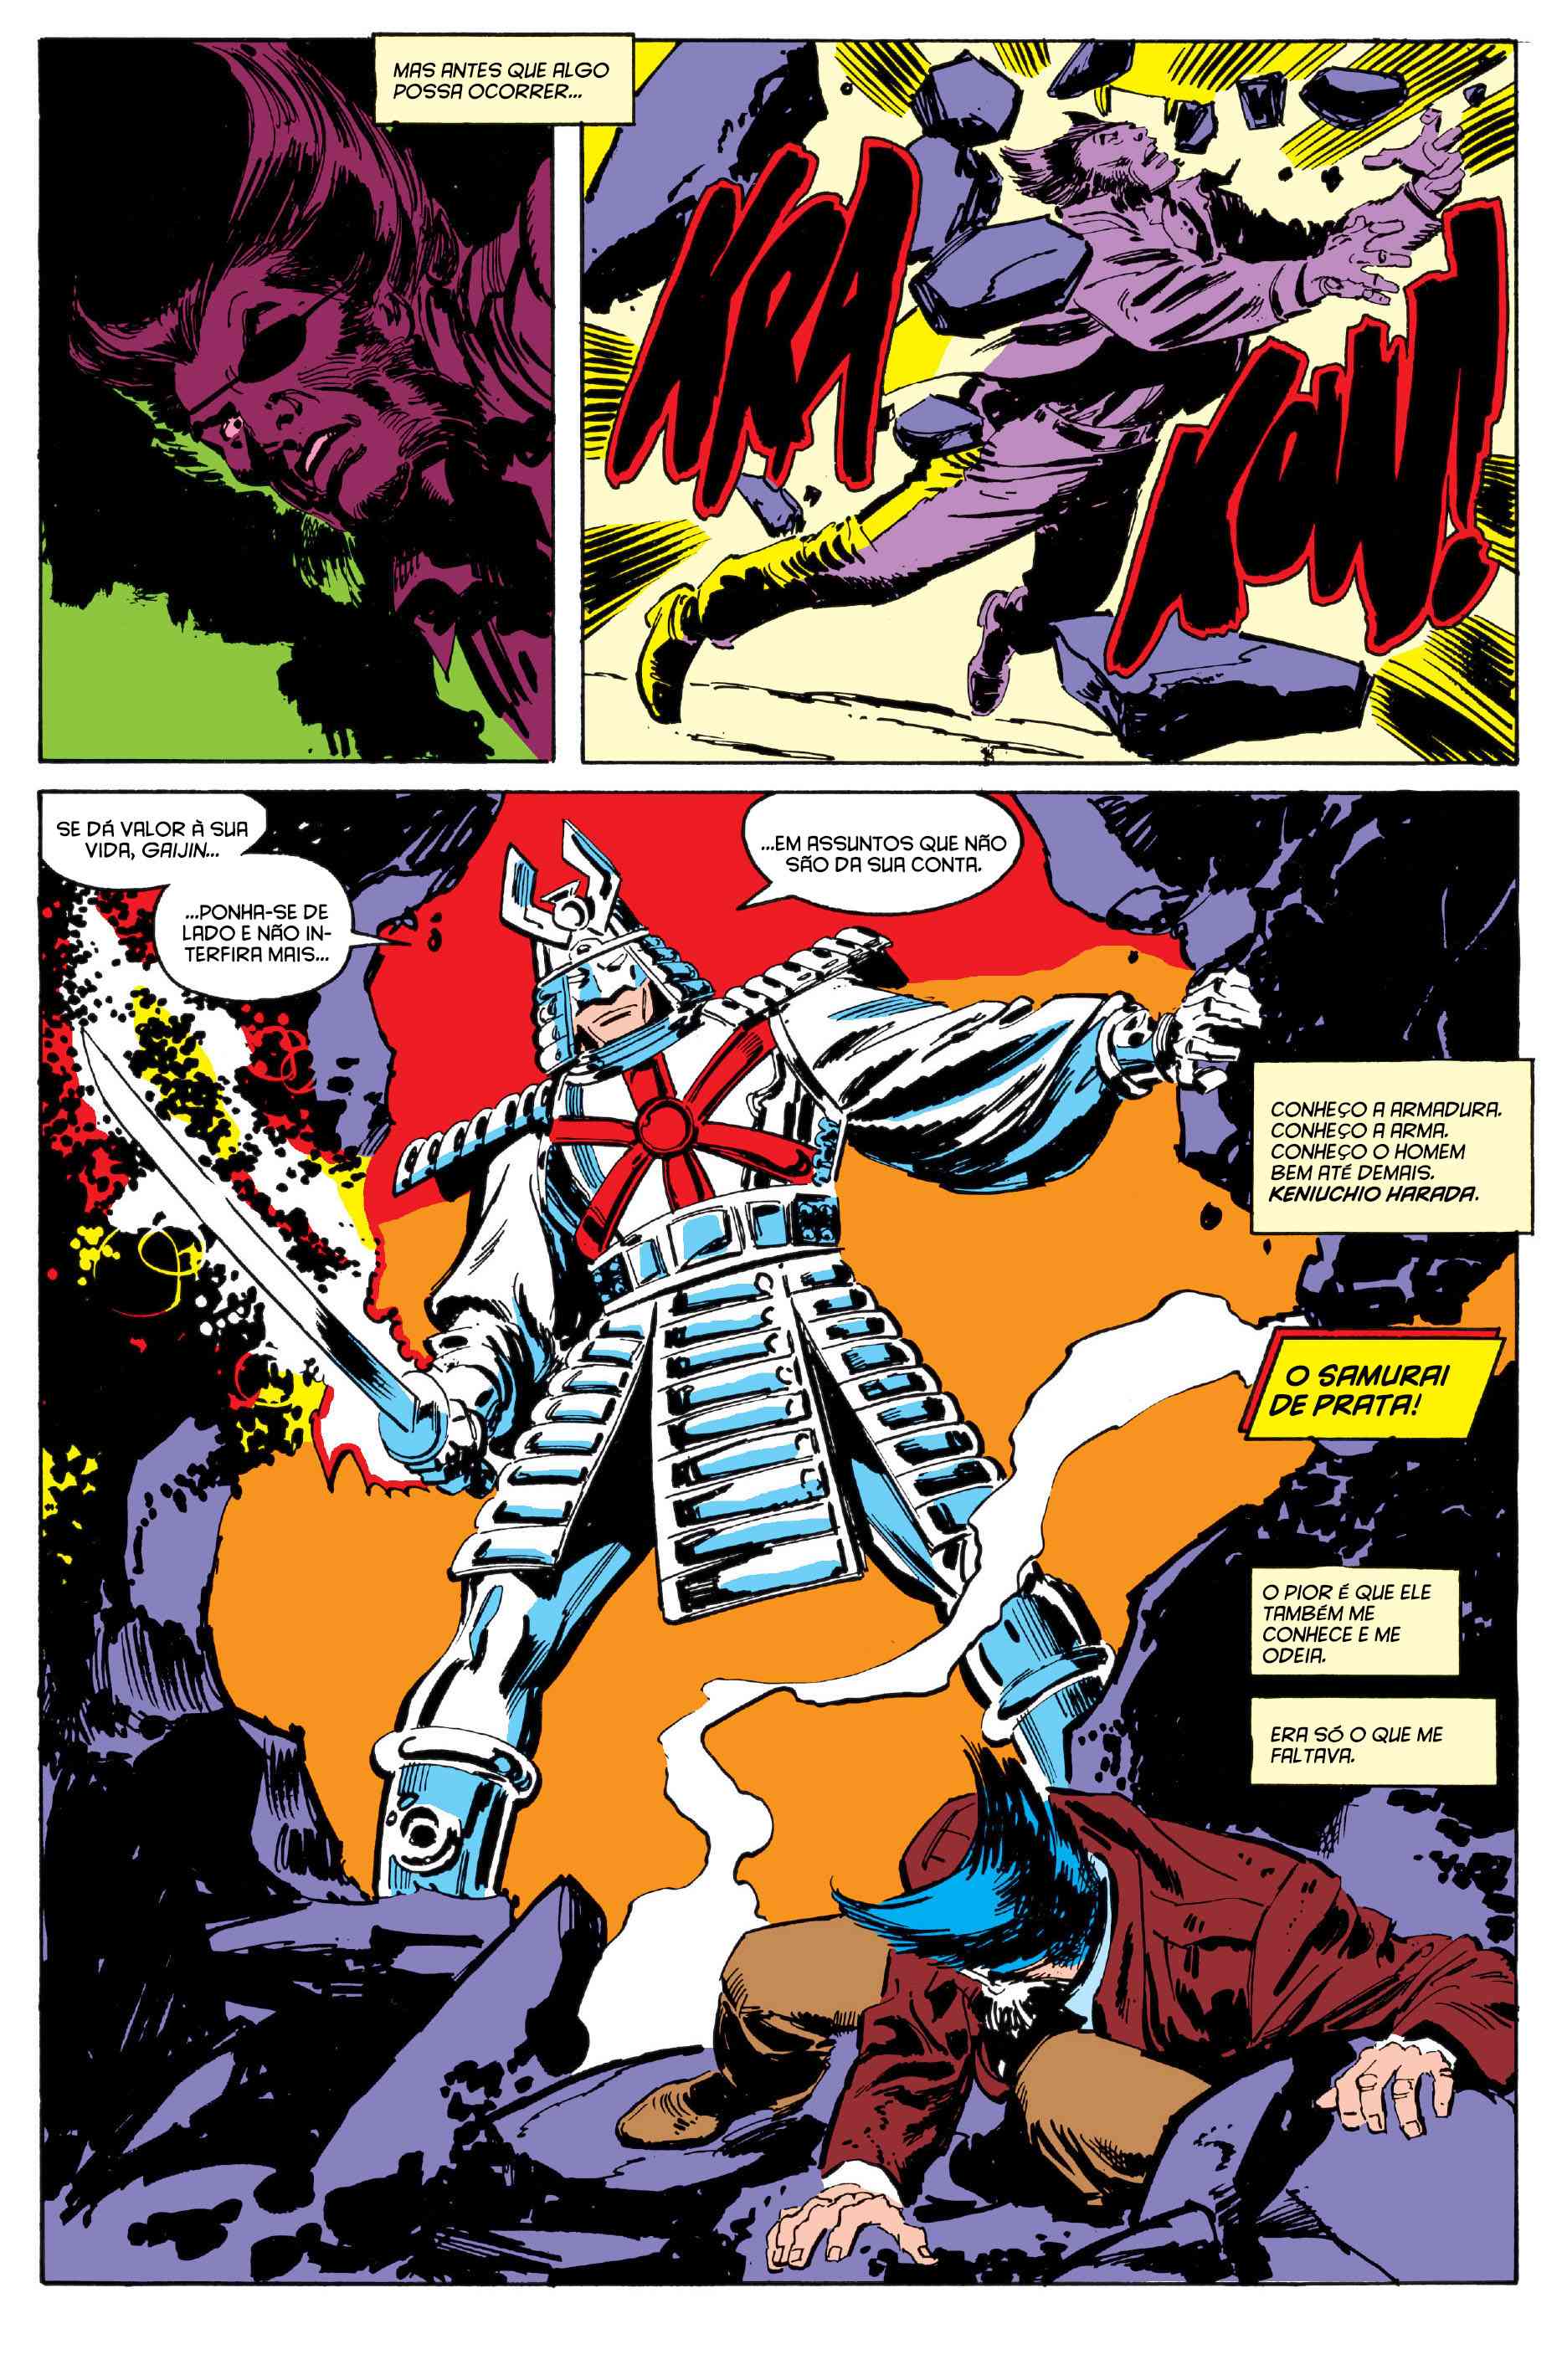 MAS ANTES QUE ALGO
POSSA OCORRER...
KRA
KOW!
SE DÁ VALOR À SUA
VIDA, GAIJIN...
...PONHA-SE DE
LADO E NÃO IN-
TERFIRA MAIS...
...EM ASSUNTOS QUE NÃO
SÃO DA SUA CONTA.
CONHEÇO A ARMADURA.
CONHEÇO A ARMA.
CONHEÇO O HOMEM
BEM ATÉ DEMAIS.
KENIUCHIO HARADA.
O SAMURAI
DE PRATA!
O PIOR É QUE ELE
TAMBÉM ME
CONHECE E ME
ODEIA.
ERA SÓ O QUE ME
FALTAVA.